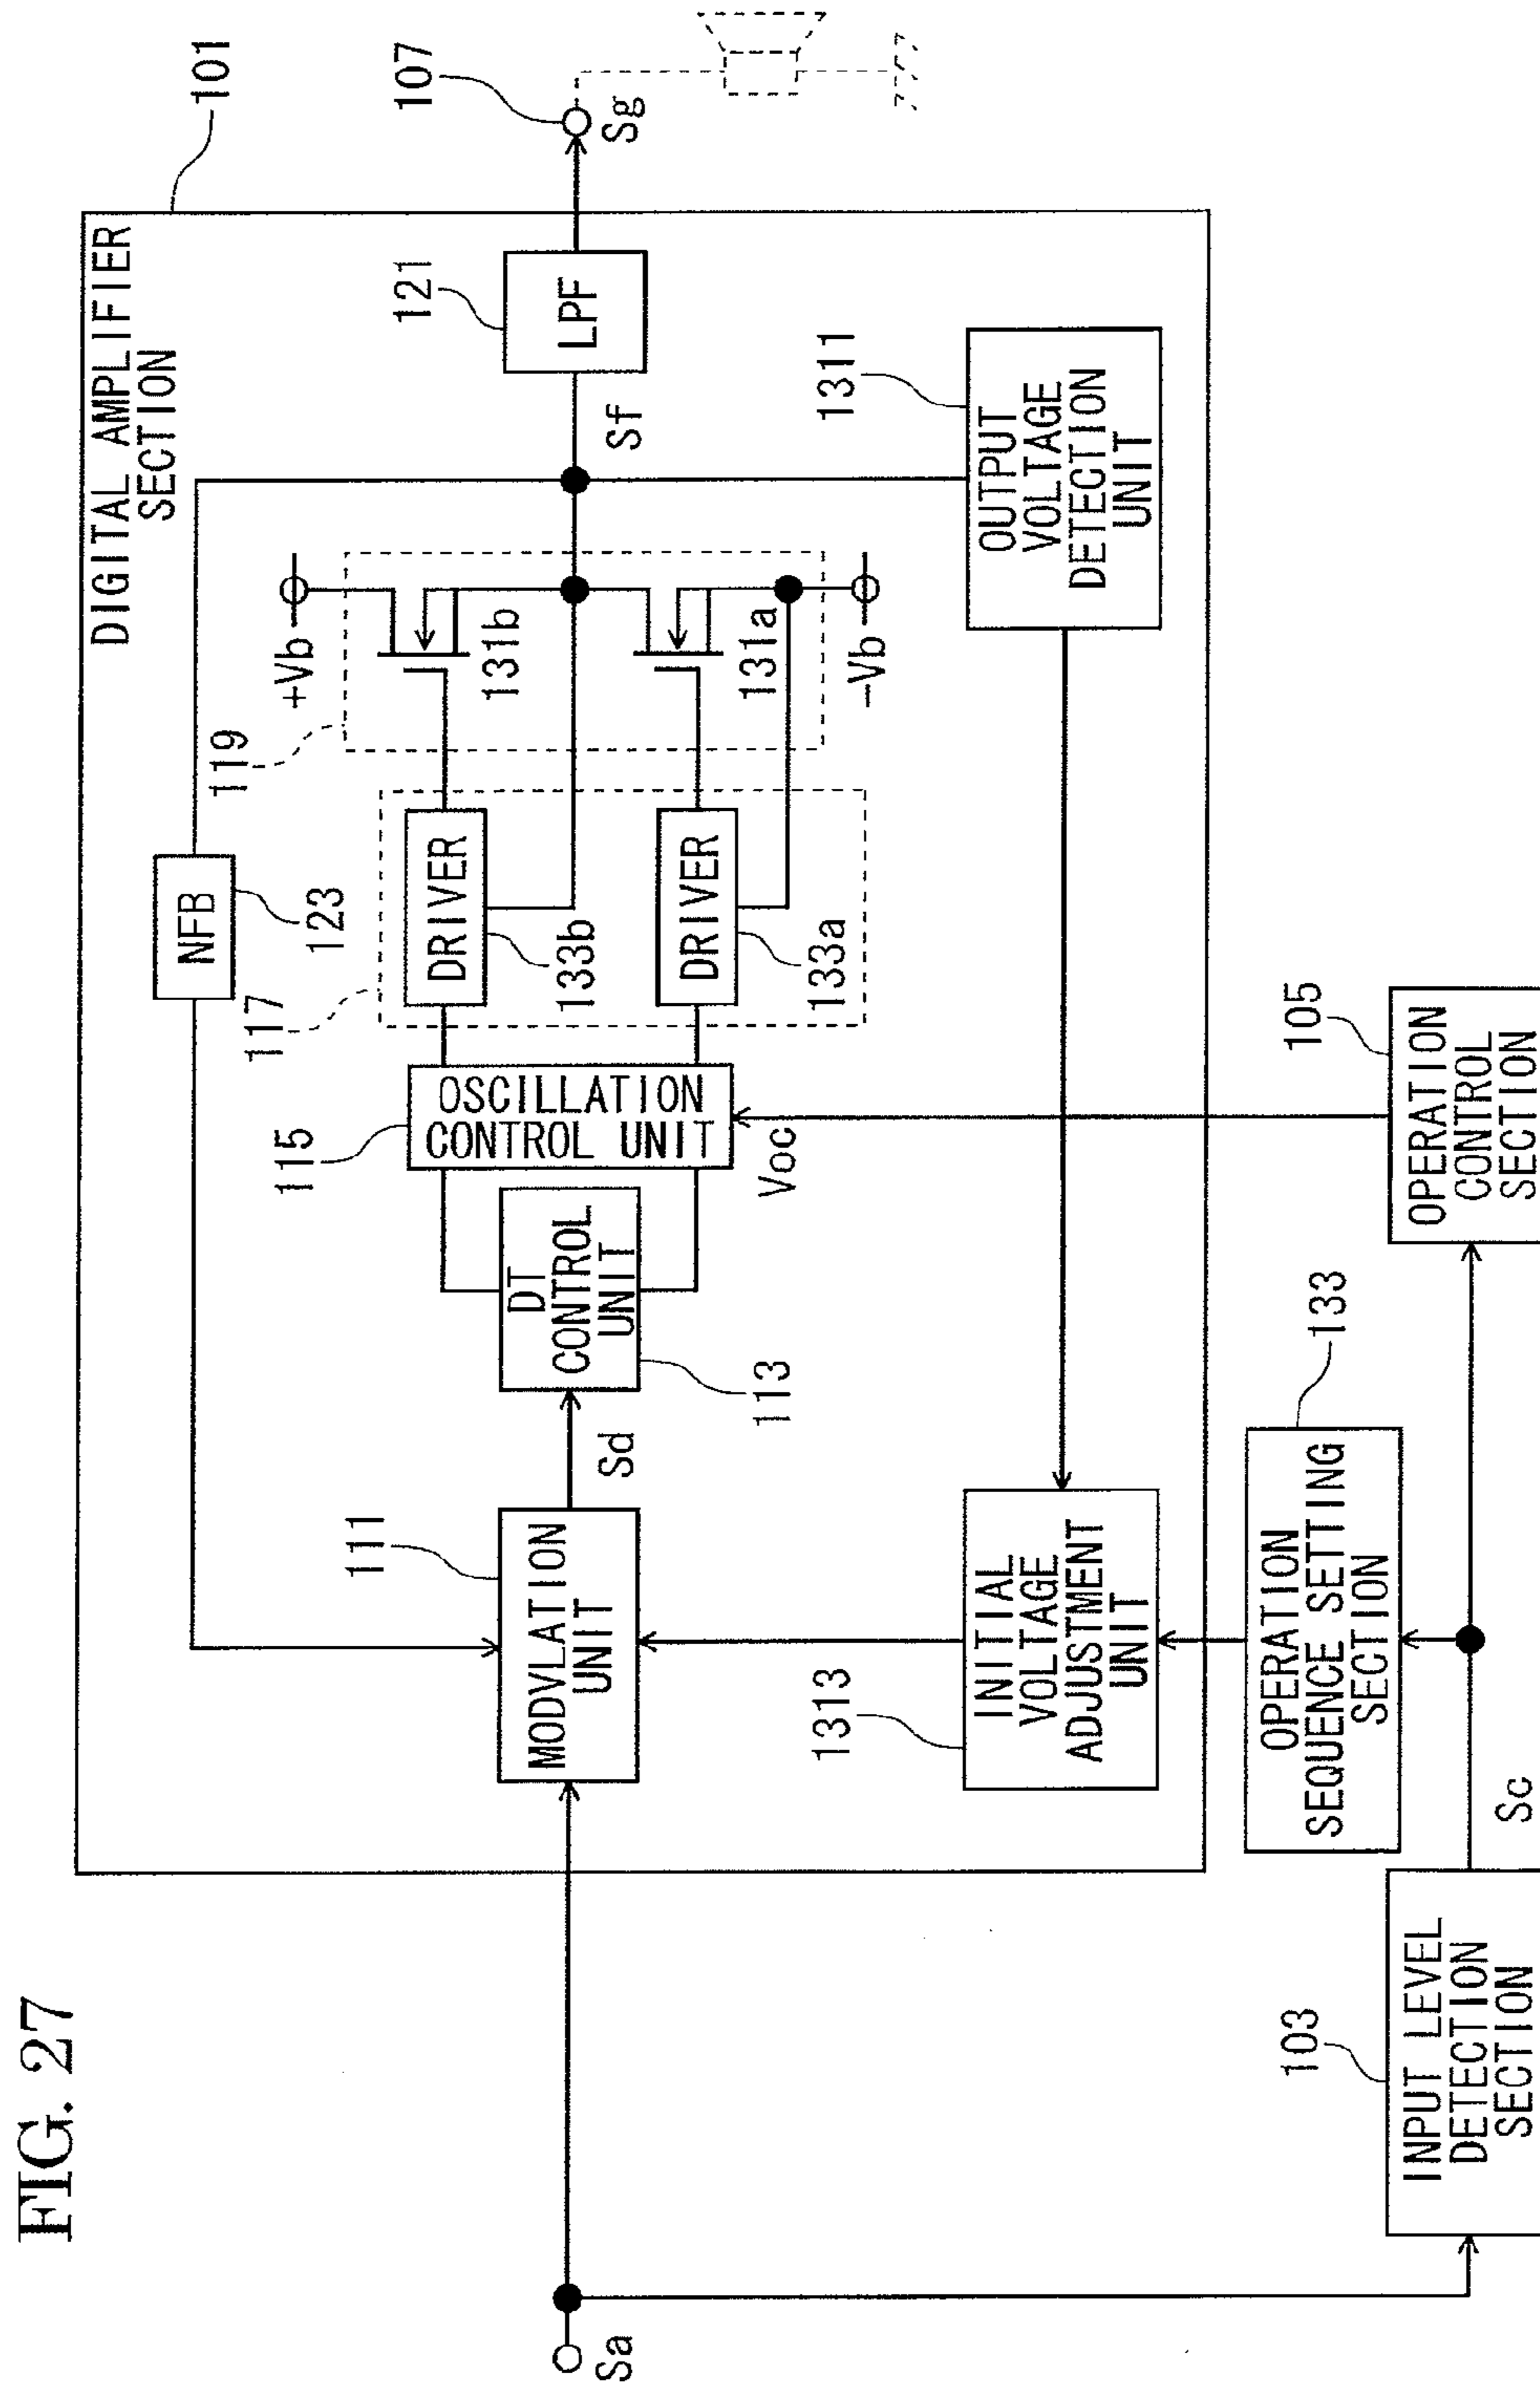 FIG. 27
DIGITAL AMPLIFIER
SECTION
101
NFB
123
117
119
+Vb
121
107
111
MODVLATION
UNIT
Sd
DT
CONTROL
UNIT
113
115
OSCILLATION
CONTROL UNIT
Voc
DRIVER
133b
DRIVER
133a
131b
131a
-Vb
Sf
LPF
Sg
Sa
1313
INITIAL
VOLTAGE
ADJUSTMENT
UNIT
1311
OUTPUT
VOLTAGE
DETECTION
UNIT
OPERATION
SEQUENCE SETTING
SECTION
133
103
INPUT LEVEL
DETECTION
SECTION
Sc
105
OPERATION
CONTROL
SECTION